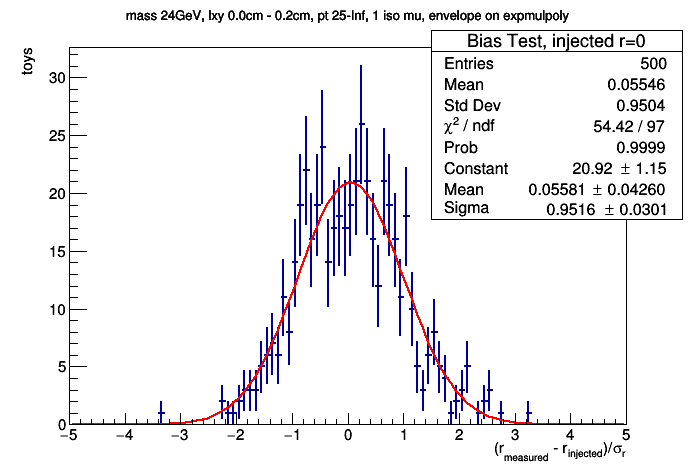 mass 24GeV, lxy 0.0cm - 0.2cm, pt 25-Inf, 1 iso mu, envelope on expmulpoly
toys
Bias Test, injected r=0
Entries 500
Mean 0.05546
Std Dev 0.9504
χ² / ndf 54.42 / 97
Prob 0.9999
Constant 20.92 ± 1.15
Mean 0.05581 ± 0.04260
Sigma 0.9516 ± 0.0301
30
25
20
15
10
5
0
−5 −4 −3 −2 −1 0 1 2 3 4 5
(r_measured - r_injected)/σ_r